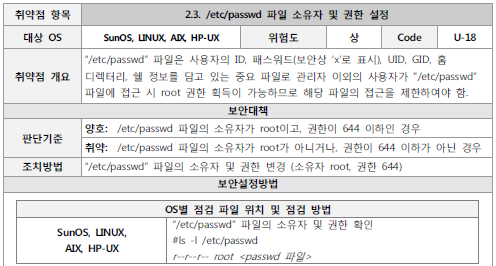 취약점 항목 2.3. /etc/passwd 파일 소유자 및 권한 설정
대상 OS SunOS, LINUX, AIX, HP-UX 위험도 상 Code U-18
취약점 개요 "/etc/passwd" 파일은 사용자의 ID, 패스워드(보안상 'x'로 표시), UID, GID, 홈
디렉터리, 쉘 정보를 담고 있는 중요 파일로 관리자 이외의 사용자가 "/etc/passwd"
파일에 접근 시 root 권한 획득이 가능하므로 해당 파일의 접근을 제한하여야 함.
보안대책
판단기준 양호: /etc/passwd 파일의 소유자가 root이고, 권한이 644 이하인 경우
취약: /etc/passwd 파일의 소유자가 root가 아니거나, 권한이 644 이하가 아닌 경우
조치방법 "/etc/passwd" 파일의 소유자 및 권한 변경 (소유자 root, 권한 644)
보안설정방법
OS별 점검 파일 위치 및 점검 방법
SunOS, LINUX,
AIX, HP-UX
"/etc/passwd" 파일의 소유자 및 권한 확인
#ls -l /etc/passwd
r--r--r-- root <passwd 파일>